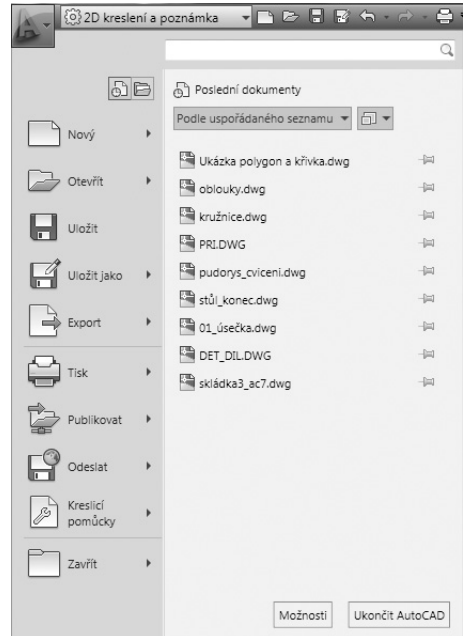 2D kreslení a poznámka
Poslední dokumenty
Podle uspořádaného seznamu
Nový
Otevřít
Uložit
Uložit jako
Export
Tisk
Publikovat
Odeslat
Kreslicí
pomůcky
Zavřít
Ukázka polygon a křivka.dwg
oblouky.dwg
kružnice.dwg
PRI.DWG
pudorys_cviceni.dwg
stůl_konec.dwg
01_úsečka.dwg
DET_DIL.DWG
skládka3_ac7.dwg
Možnosti
Ukončit AutoCAD